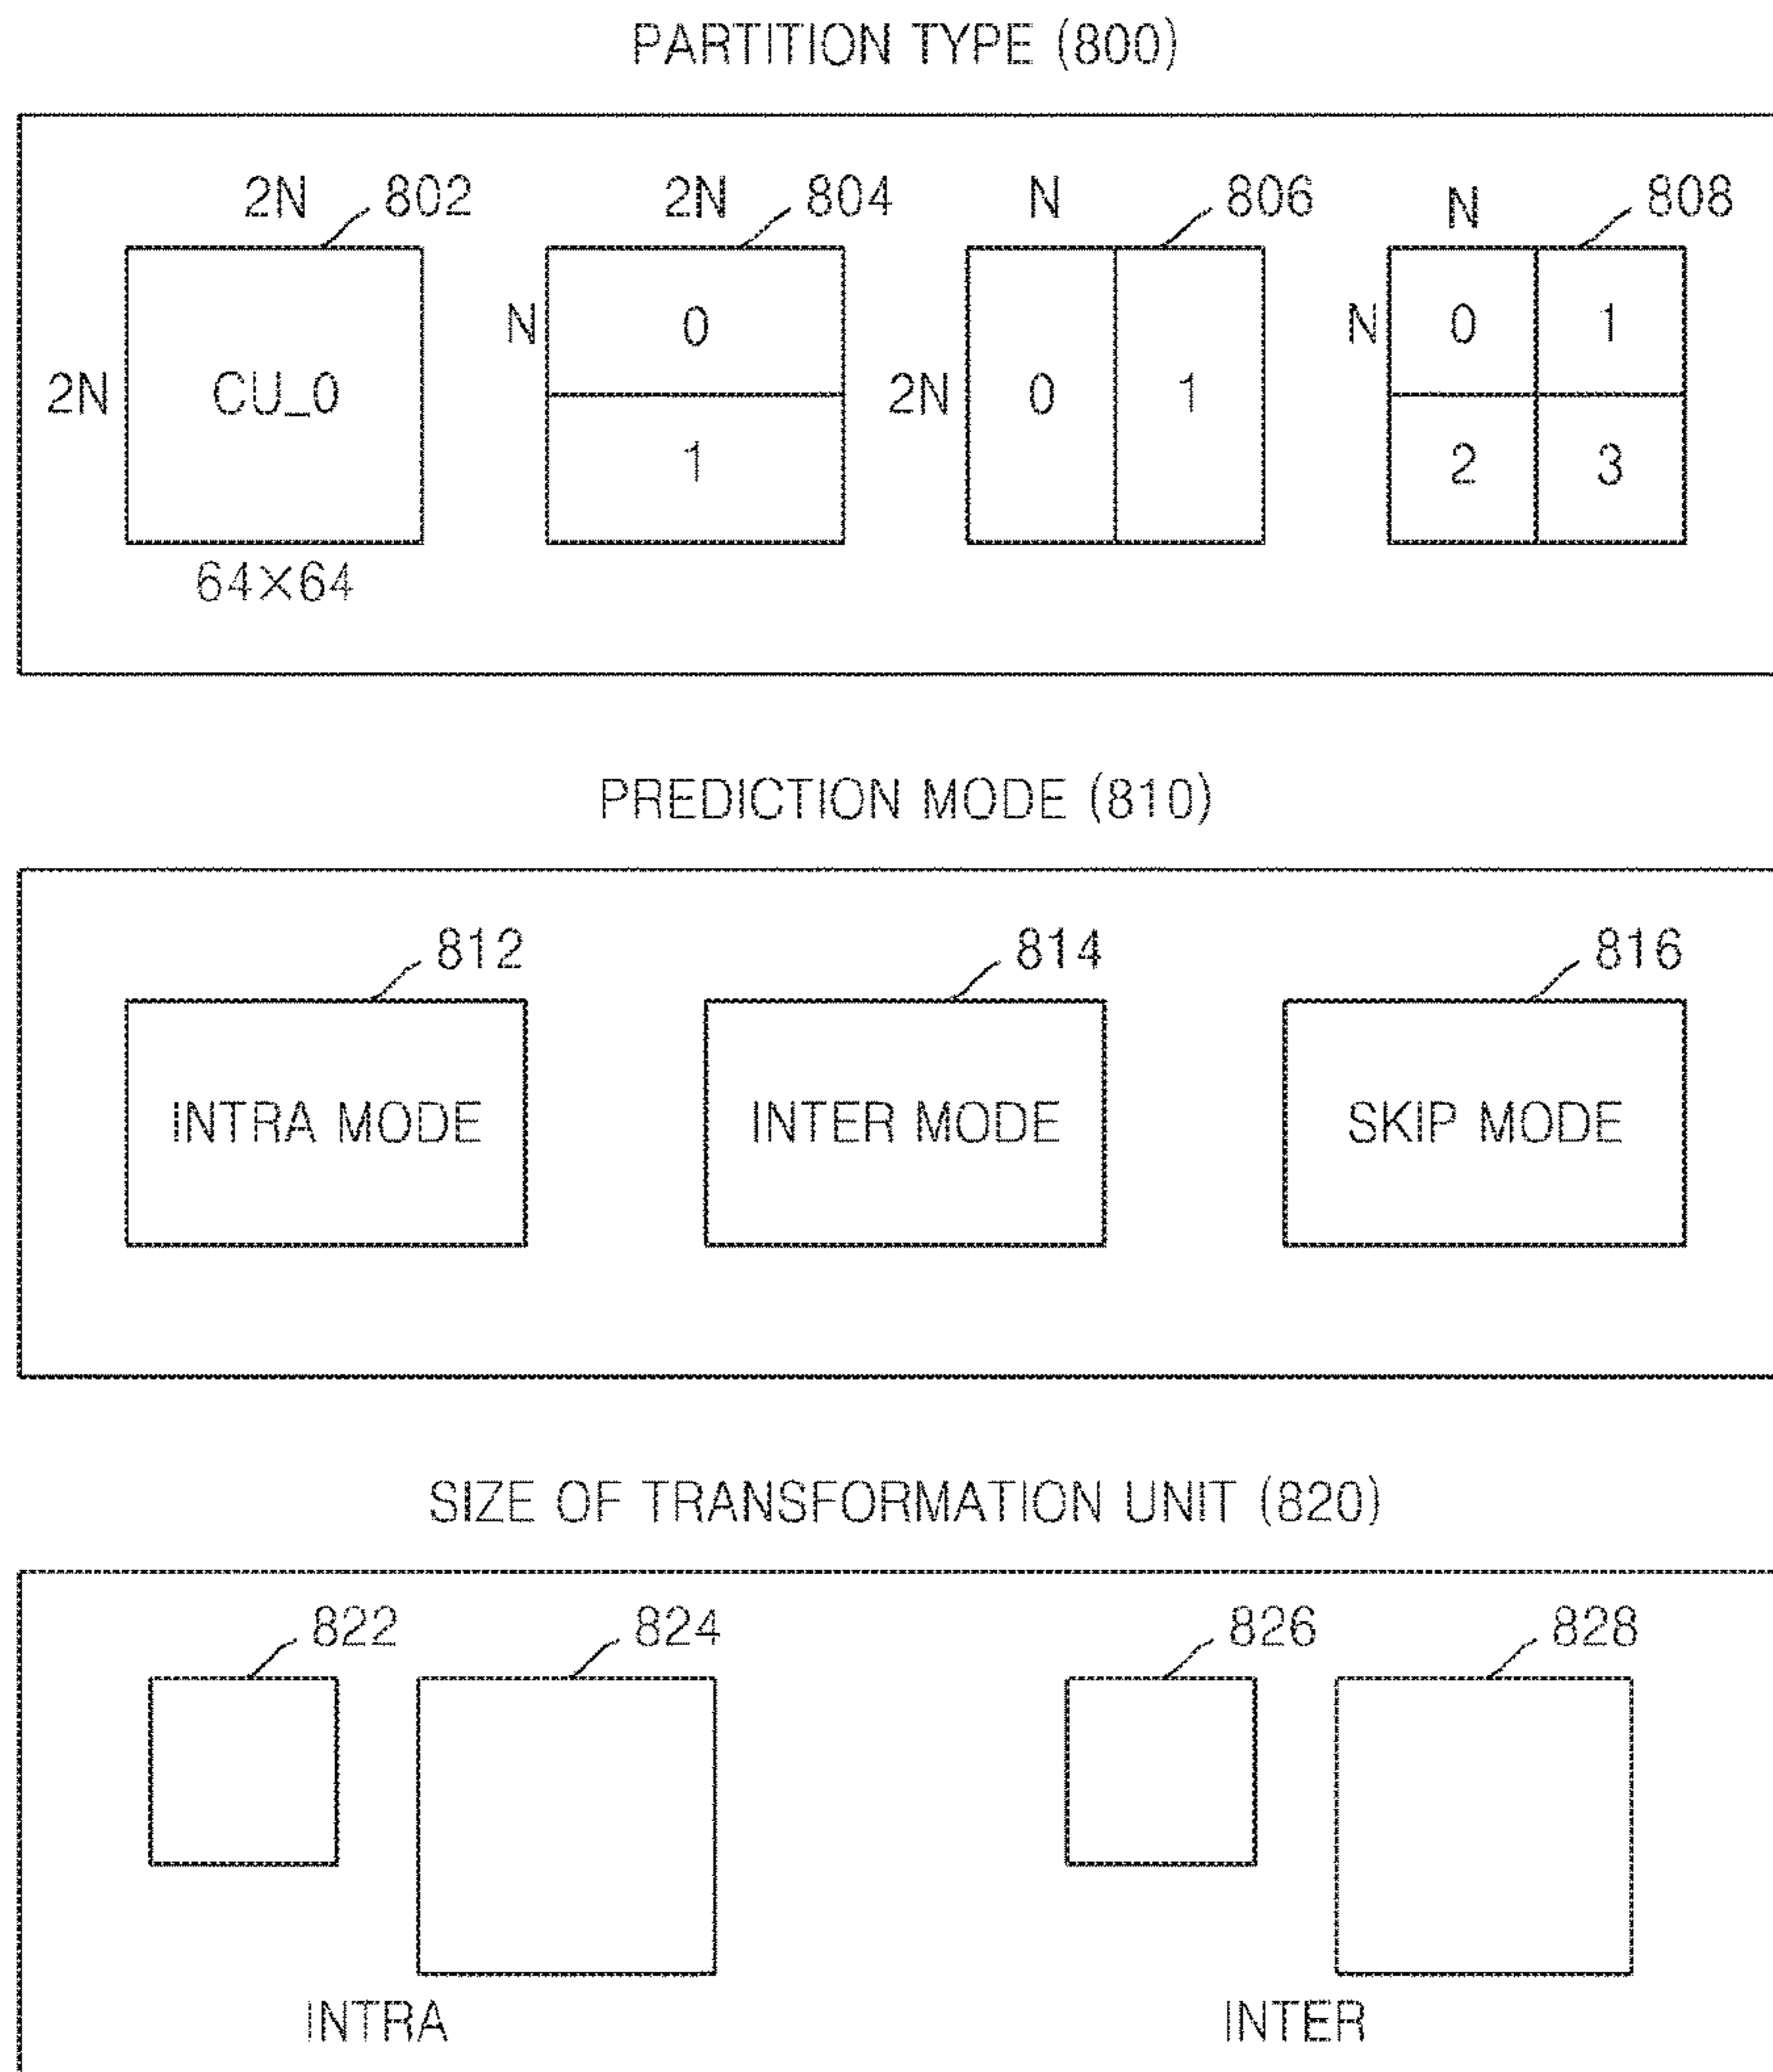 PARTITION TYPE (800)
2N 802 2N 804 N 806 N 808
N 0 N 0 1
2N CU_0 2N 0 1
1 2 3
64×64
PREDICTION MODE (810)
812 814 816
INTRA MODE INTER MODE SKIP MODE
SIZE OF TRANSFORMATION UNIT (820)
822 824 826 828
INTRA INTER